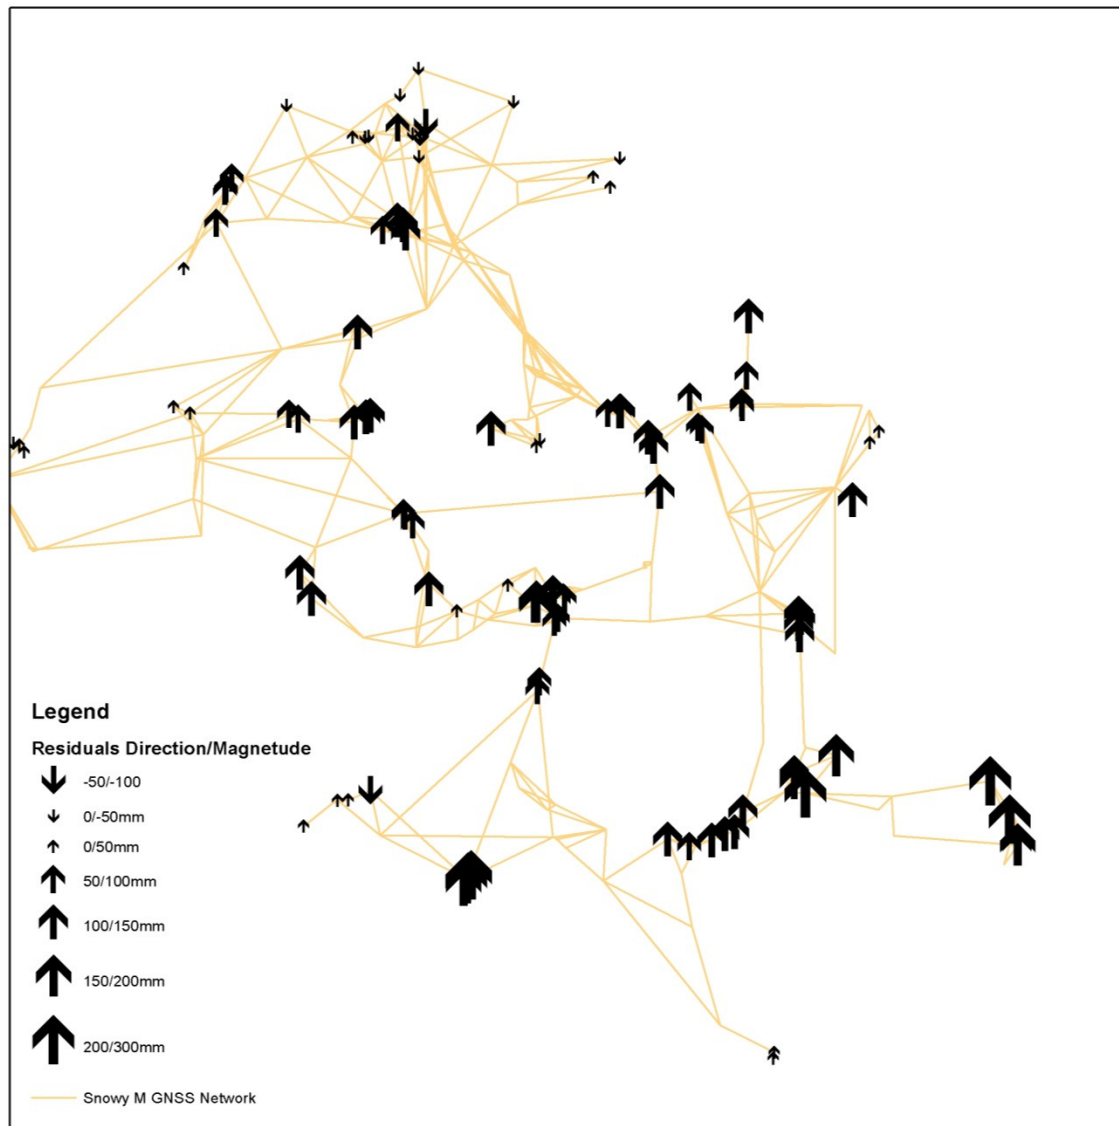 Legend
Residuals Direction/Magnetude
-50/-100
0/-50mm
0/50mm
50/100mm
100/150mm
150/200mm
200/300mm
Snowy M GNSS Network